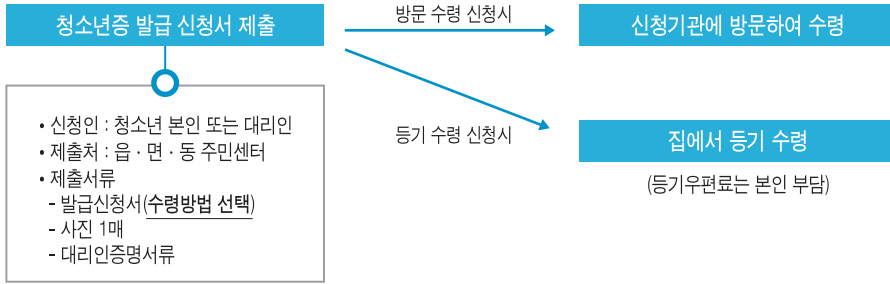 청소년증 발급 신청서 제출
방문 수령 신청시
신청기관에 방문하여 수령
• 신청인 : 청소년 본인 또는 대리인
• 제출처 : 읍 · 면 · 동 주민센터
• 제출서류
- 발급신청서(수령방법 선택)
- 사진 1매
- 대리인증명서류
등기 수령 신청시
집에서 등기 수령
(등기우편료는 본인 부담)